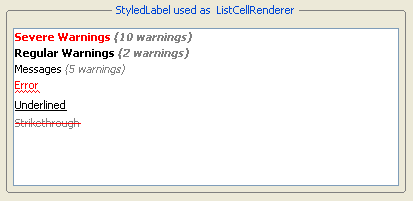 StyledLabel used as ListCellRenderer
Severe Warnings (10 warnings)
Regular Warnings (2 warnings)
Messages (5 warnings)
Error
Underlined
Strikethrough